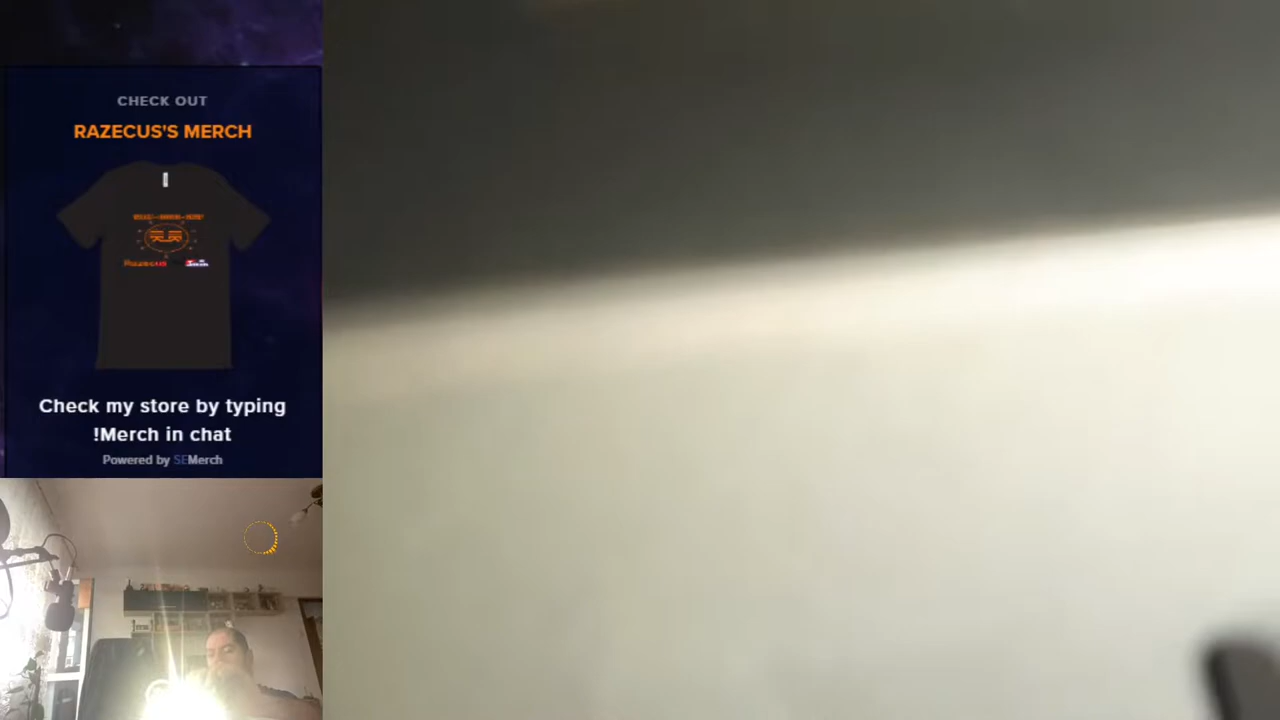 CHECK OUT
RAZECUS'S MERCH
Check my store by typing
!Merch in chat
Powered by SEMerch